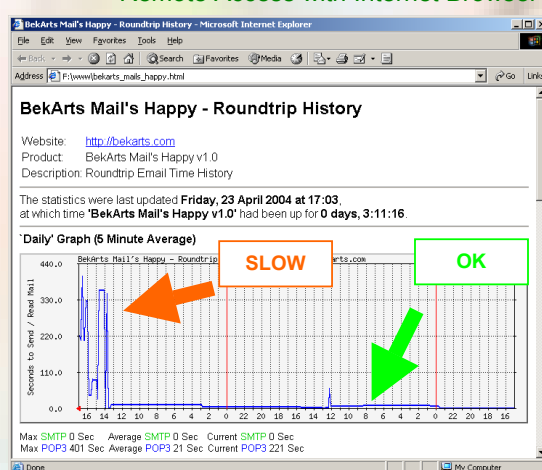 Remote Access with Internet Browser
BekArts Mail's Happy - Roundtrip History - Microsoft Internet Explorer
File Edit View Favorites Tools Help
Back Search Favorites Media
Address F:\www\bekarts_mails_happy.html Go Links
BekArts Mail's Happy - Roundtrip History
Website: http://bekarts.com
Product: BekArts Mail's Happy v1.0
Description: Roundtrip Email Time History
The statistics were last updated Friday, 23 April 2004 at 17:03,
at which time 'BekArts Mail's Happy v1.0' had been up for 0 days, 3:11:16.
`Daily' Graph (5 Minute Average)
BekArts Mail's Happy - Roundtrip arts.com
SLOW
OK
Seconds to Send / Read Mail
440.0
330.0
220.0
110.0
0.0
16 14 12 10 8 6 4 2 0 22 20 18 16 14 12 10 8 6 4 2 0 22 20 18 16
Max SMTP 0 Sec Average SMTP 0 Sec Current SMTP 0 Sec
Max POP3 401 Sec Average POP3 21 Sec Current POP3 221 Sec
Done My Computer